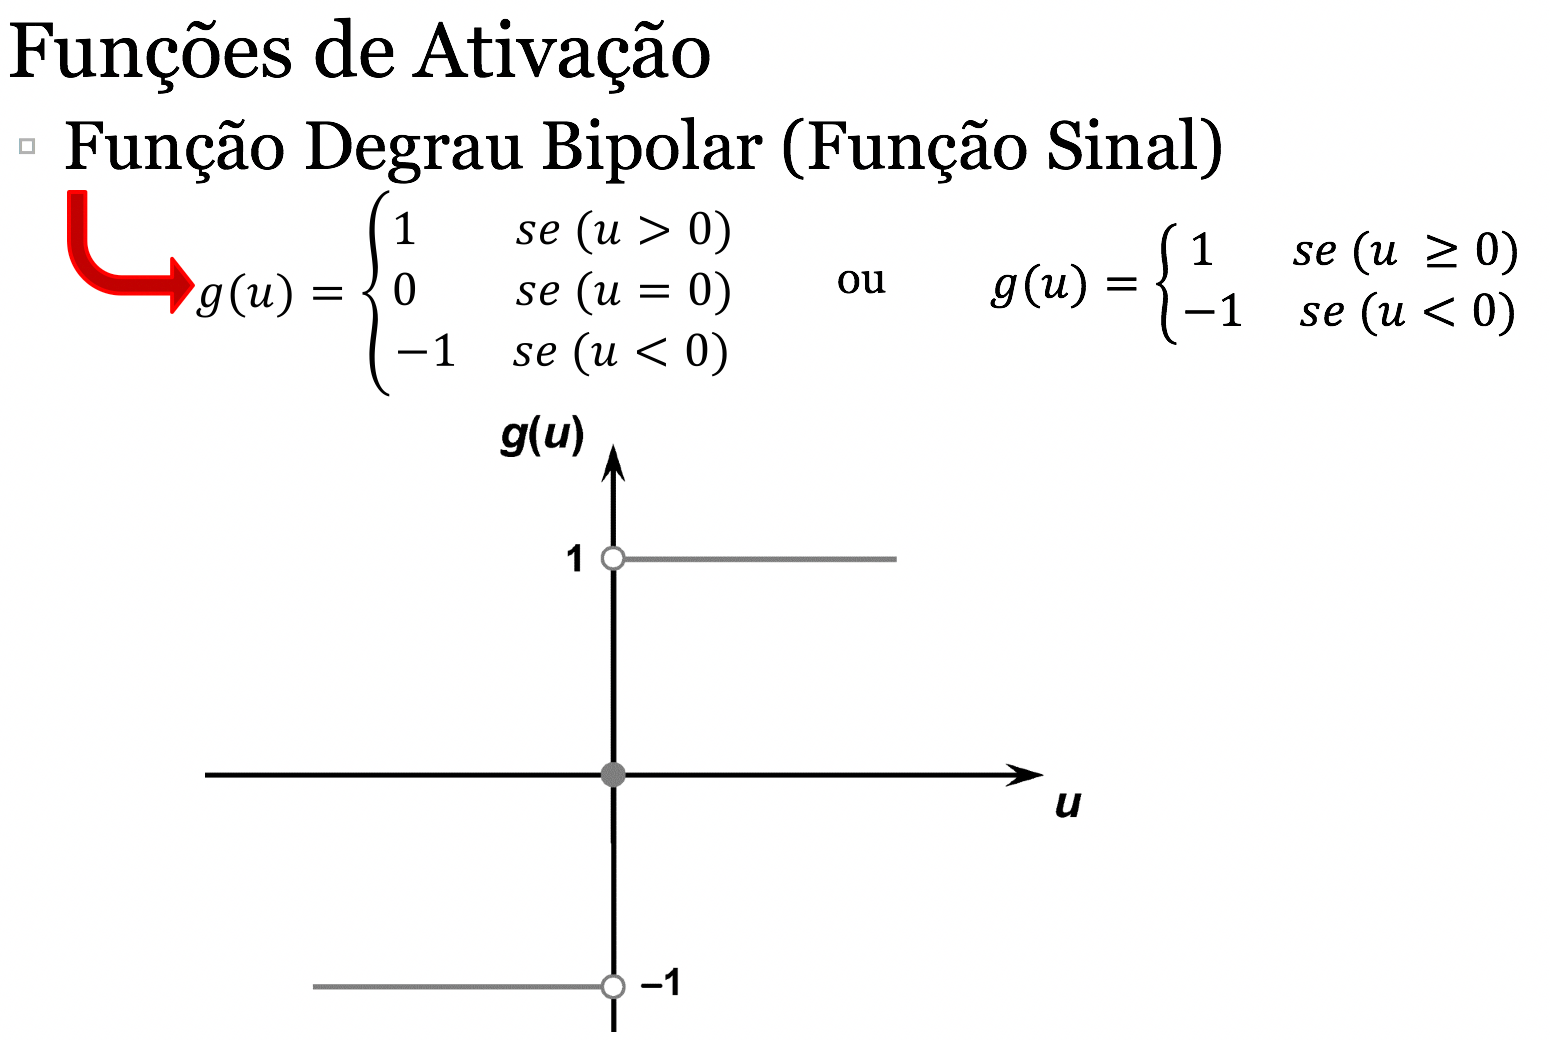 Funções de Ativação
Função Degrau Bipolar (Função Sinal)
g(u) = { 1 se (u > 0)
0 se (u = 0)
−1 se (u < 0)
ou
g(u) = { 1 se (u ≥ 0)
−1 se (u < 0)
g(u)
1
u
–1